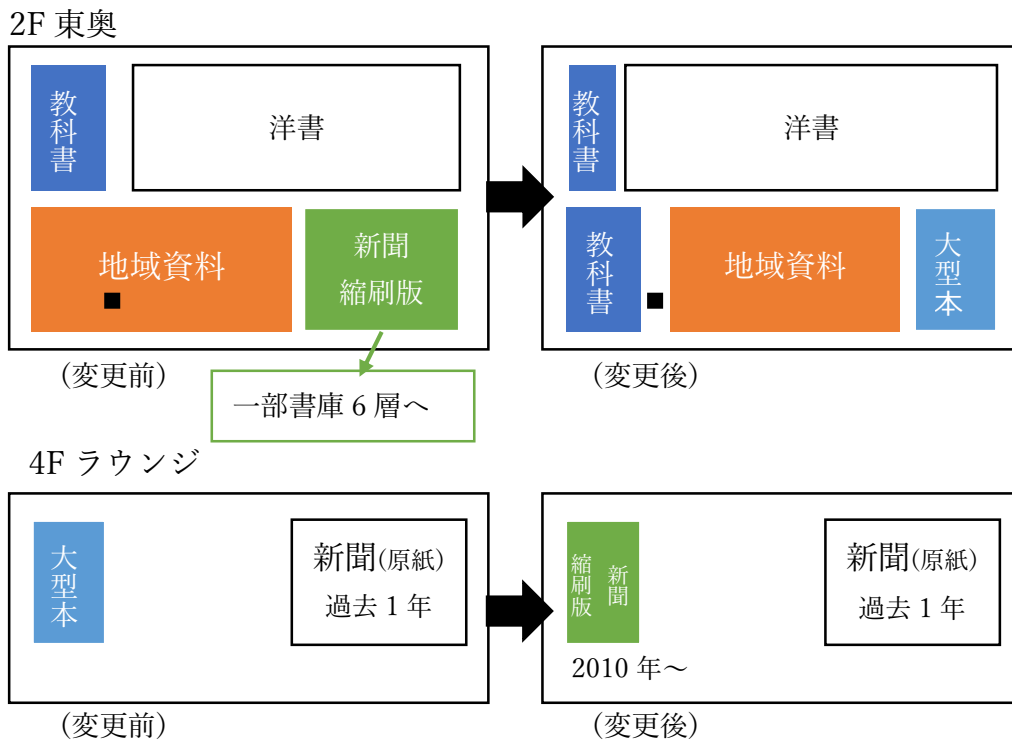 2F 東奥
教科書
洋書
地域資料
新聞
縮刷版
(変更前)
一部書庫 6 層へ
教科書
洋書
教科書
地域資料
大型本
(変更後)
4F ラウンジ
大型本
新聞(原紙)
過去 1 年
(変更前)
新聞
縮刷版
2010 年～
新聞(原紙)
過去 1 年
(変更後)